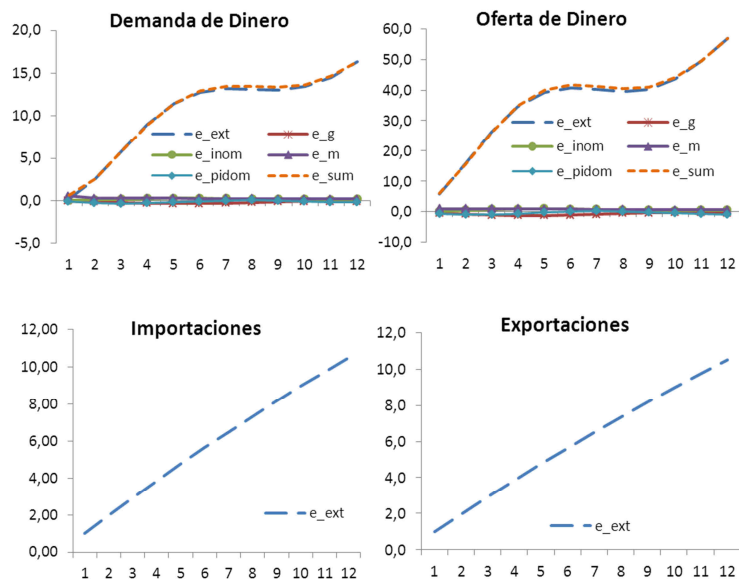 Demanda de Dinero
20,0
15,0
10,0
5,0
0,0
-5,0
e_ext e_g
e_inom e_m
e_pidom e_sum
1 2 3 4 5 6 7 8 9 10 11 12
Oferta de Dinero
60,0
50,0
40,0
30,0
20,0
10,0
0,0
-10,0
e_ext e_g
e_inom e_m
e_pidom e_sum
1 2 3 4 5 6 7 8 9 10 11 12
Importaciones
12,00
10,00
8,00
6,00
4,00
2,00
0,00
e_ext
1 2 3 4 5 6 7 8 9 10 11 12
Exportaciones
12,0
10,0
8,0
6,0
4,0
2,0
0,0
e_ext
1 2 3 4 5 6 7 8 9 10 11 12